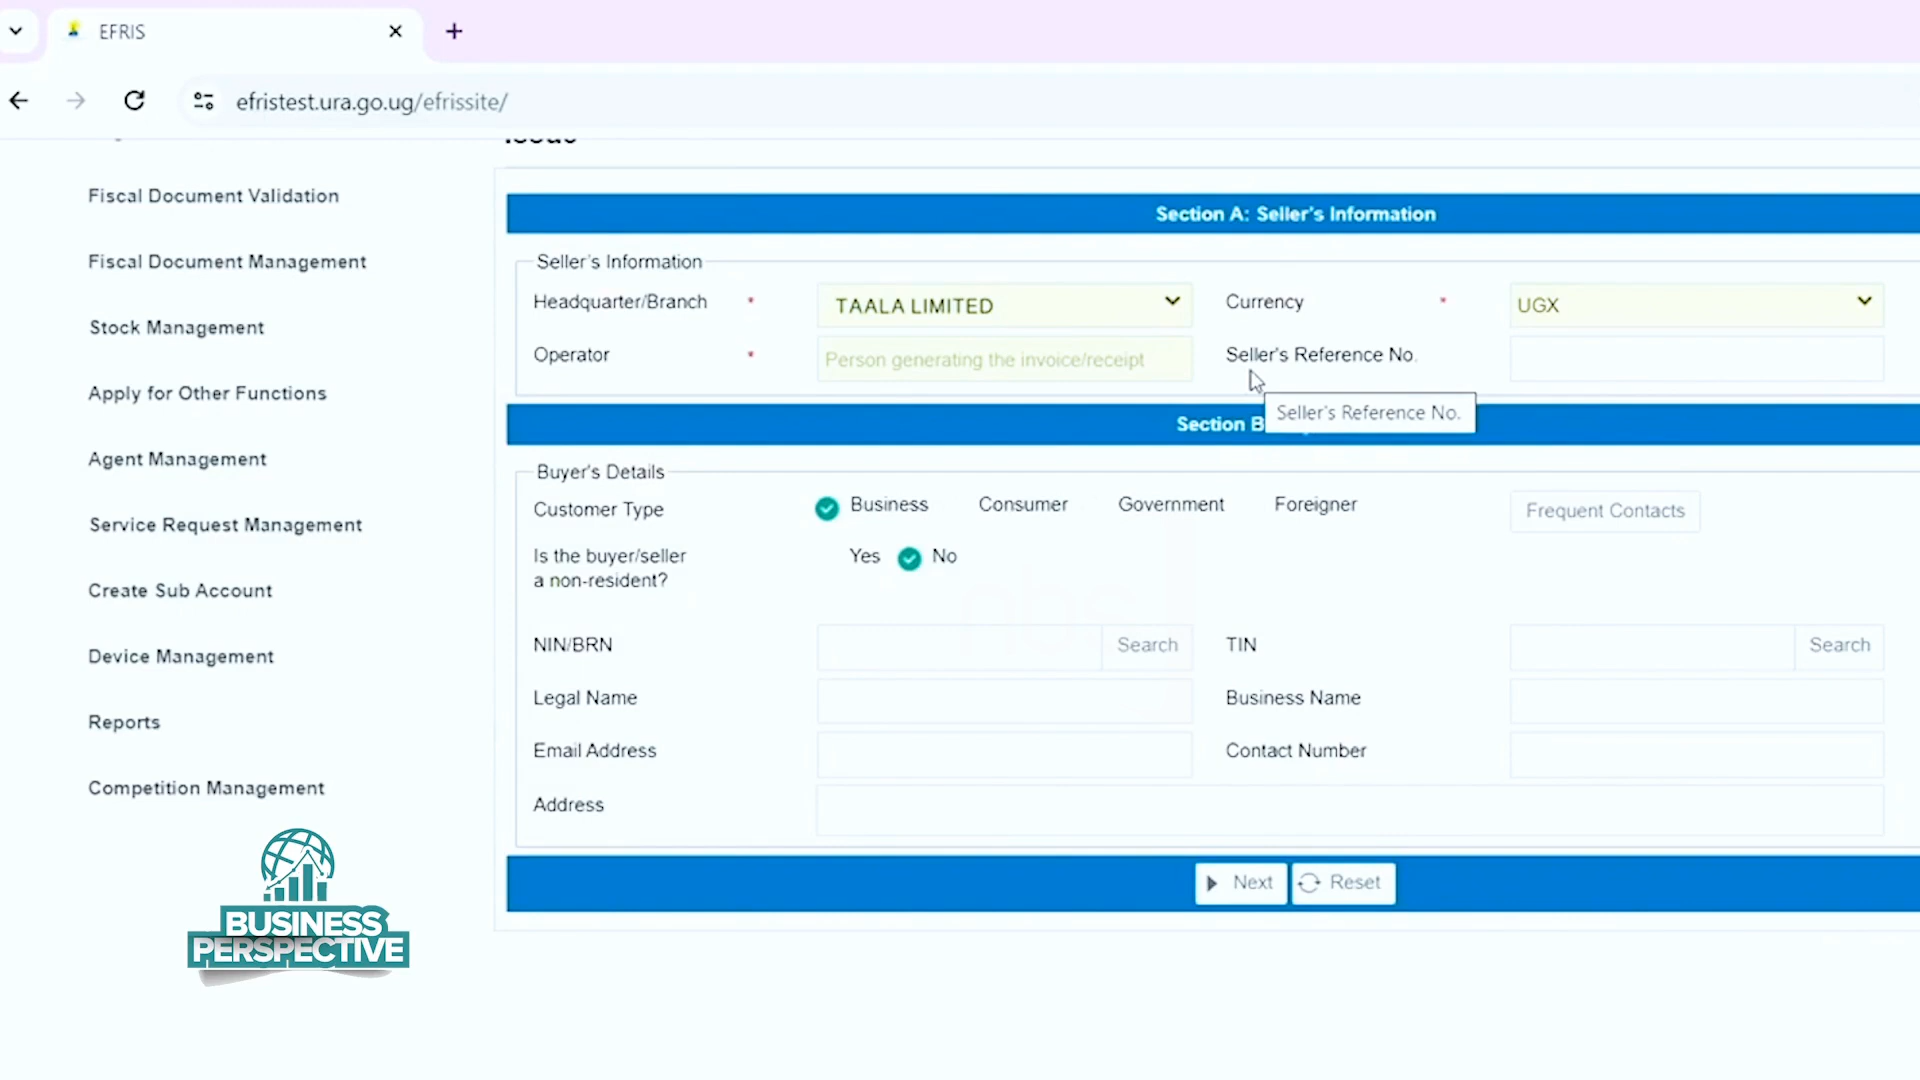 EFRIS
efristest.ura.go.ug/efrissite/
Issue
Fiscal Document Validation
Fiscal Document Management
Stock Management
Apply for Other Functions
Agent Management
Service Request Management
Create Sub Account
Device Management
Reports
Competition Management
Section A: Seller's Information
Seller's Information
Headquarter/Branch * TAALA LIMITED Currency * UGX
Operator * Person generating the invoice/receipt Seller's Reference No.
Seller's Reference No.
Section B
Buyer's Details
Customer Type Business Consumer Government Foreigner Frequent Contacts
Is the buyer/seller
a non-resident? Yes No
NIN/BRN Search TIN Search
Legal Name Business Name
Email Address Contact Number
Address
Next Reset
BUSINESS
PERSPECTIVE